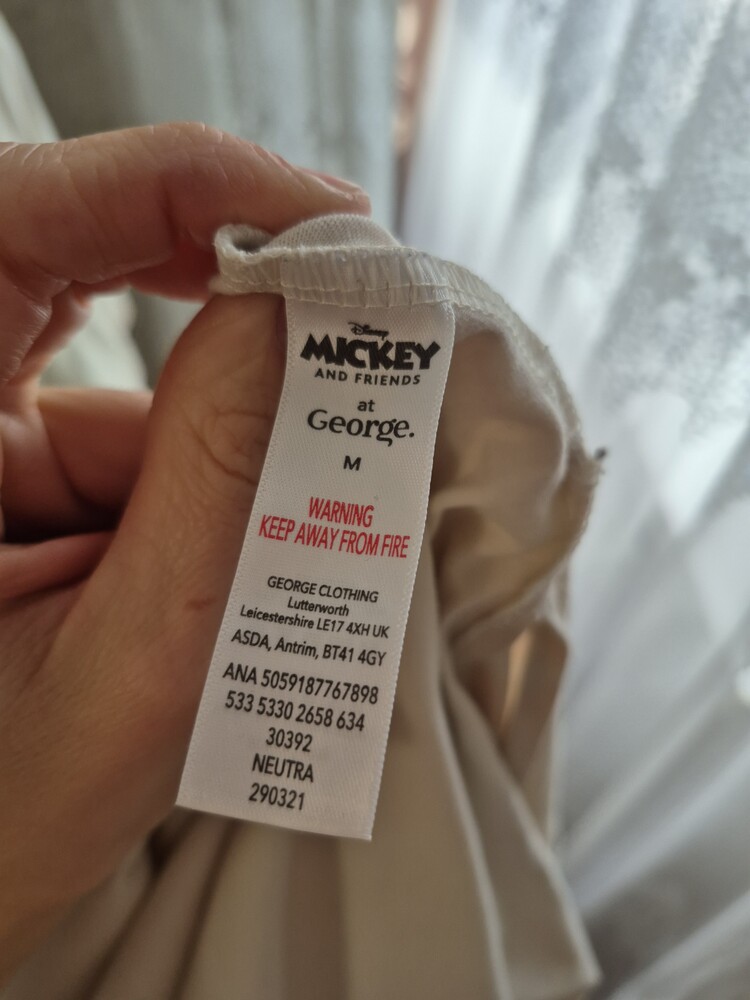 Disney
MICKEY
AND FRIENDS
at
George.
M
WARNING
KEEP AWAY FROM FIRE
GEORGE CLOTHING
Lutterworth
Leicestershire LE17 4XH UK
ASDA, Antrim, BT41 4GY
ANA 5059187767898
533 5330 2658 634
30392
NEUTRA
290321